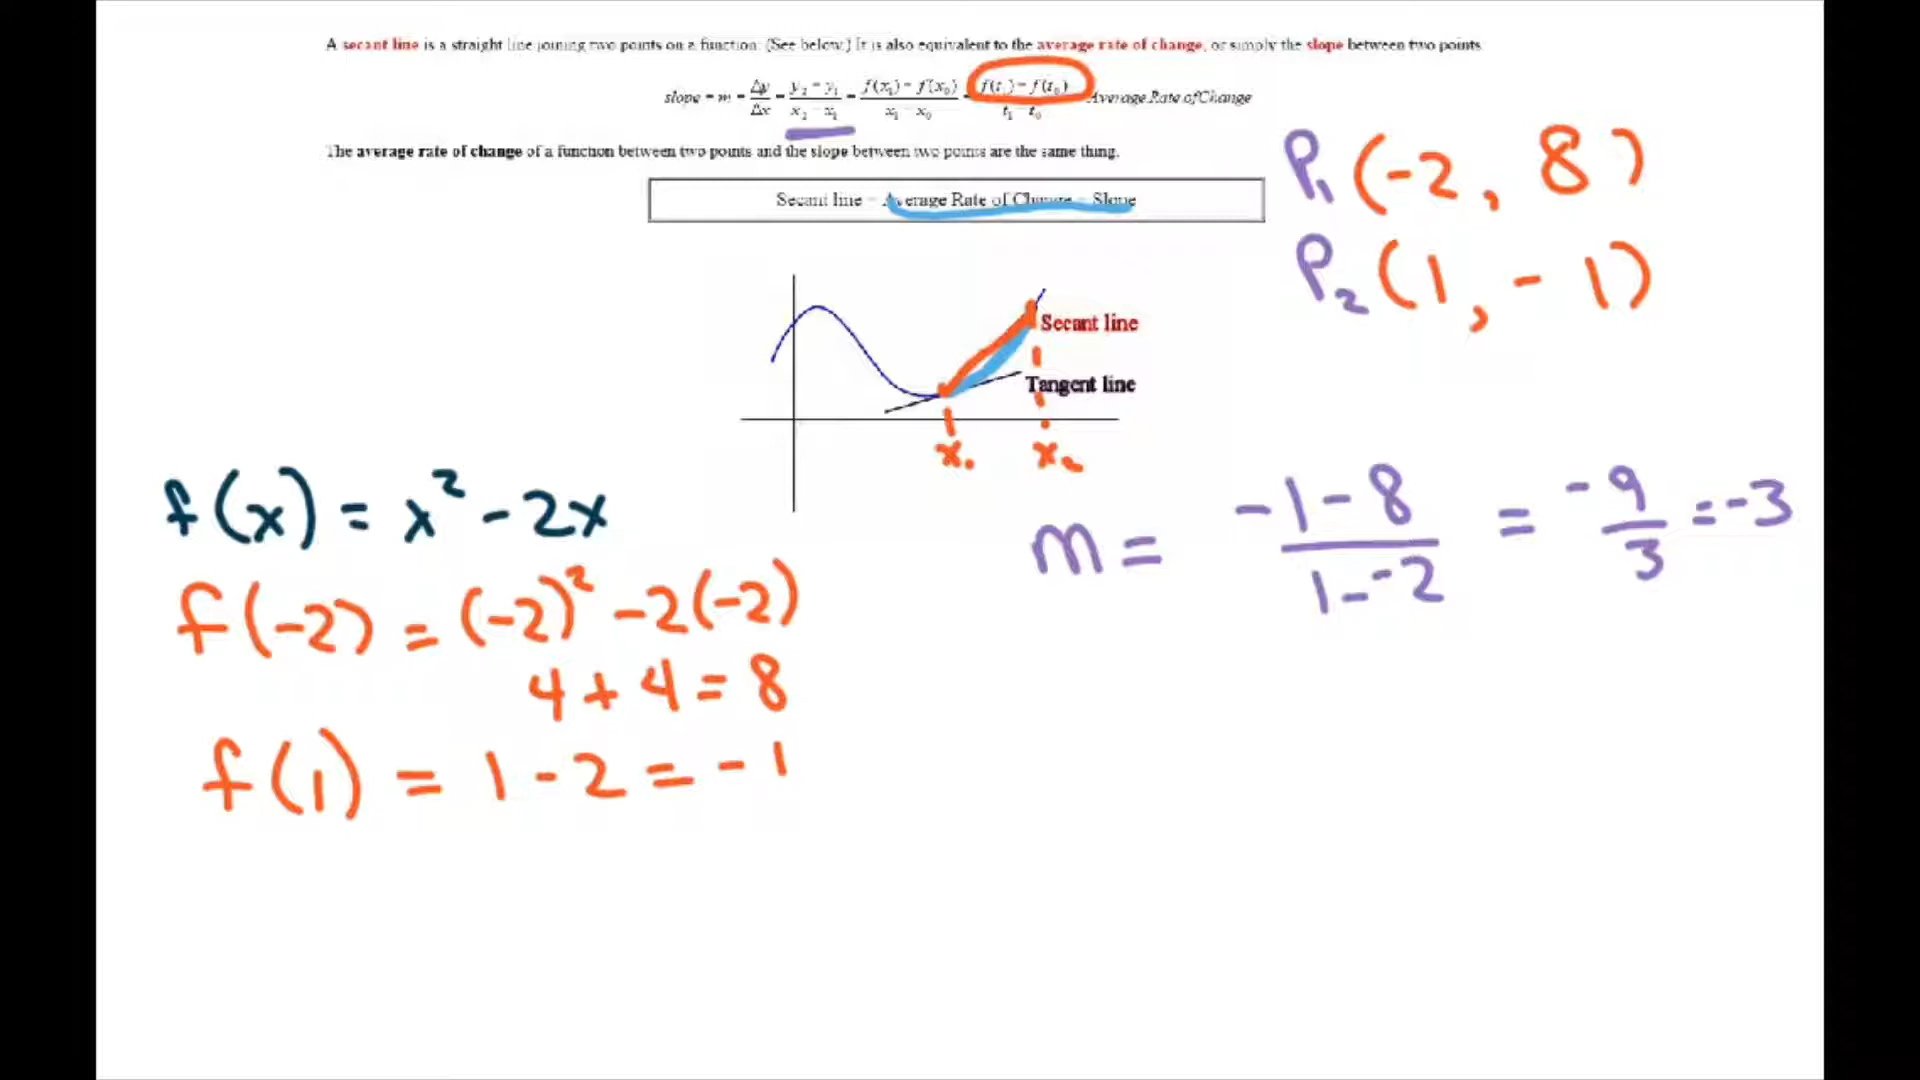 A secant line is a straight line joining two points on a function. (See below.) It is also equivalent to the average rate of change, or simply the slope between two points.
slope = m = Δy/Δx = y₂ − y₁/x₂ − x₁ = f(x₁) − f(x₀)/x₁ − x₀ = f(t₁) − f(t₀)/t₁ − t₀ Average Rate of Change
The average rate of change of a function between two points and the slope between two points are the same thing.
Secant line = Average Rate of Change = Slope
P₁ (-2, 8)
P₂ (1, -1)
Secant line
Tangent line
x₁ x₂
f(x) = x² - 2x
m = -1-8/1--2 = -9/3 = -3
f(-2) = (-2)² - 2(-2)
4 + 4 = 8
f(1) = 1 - 2 = -1